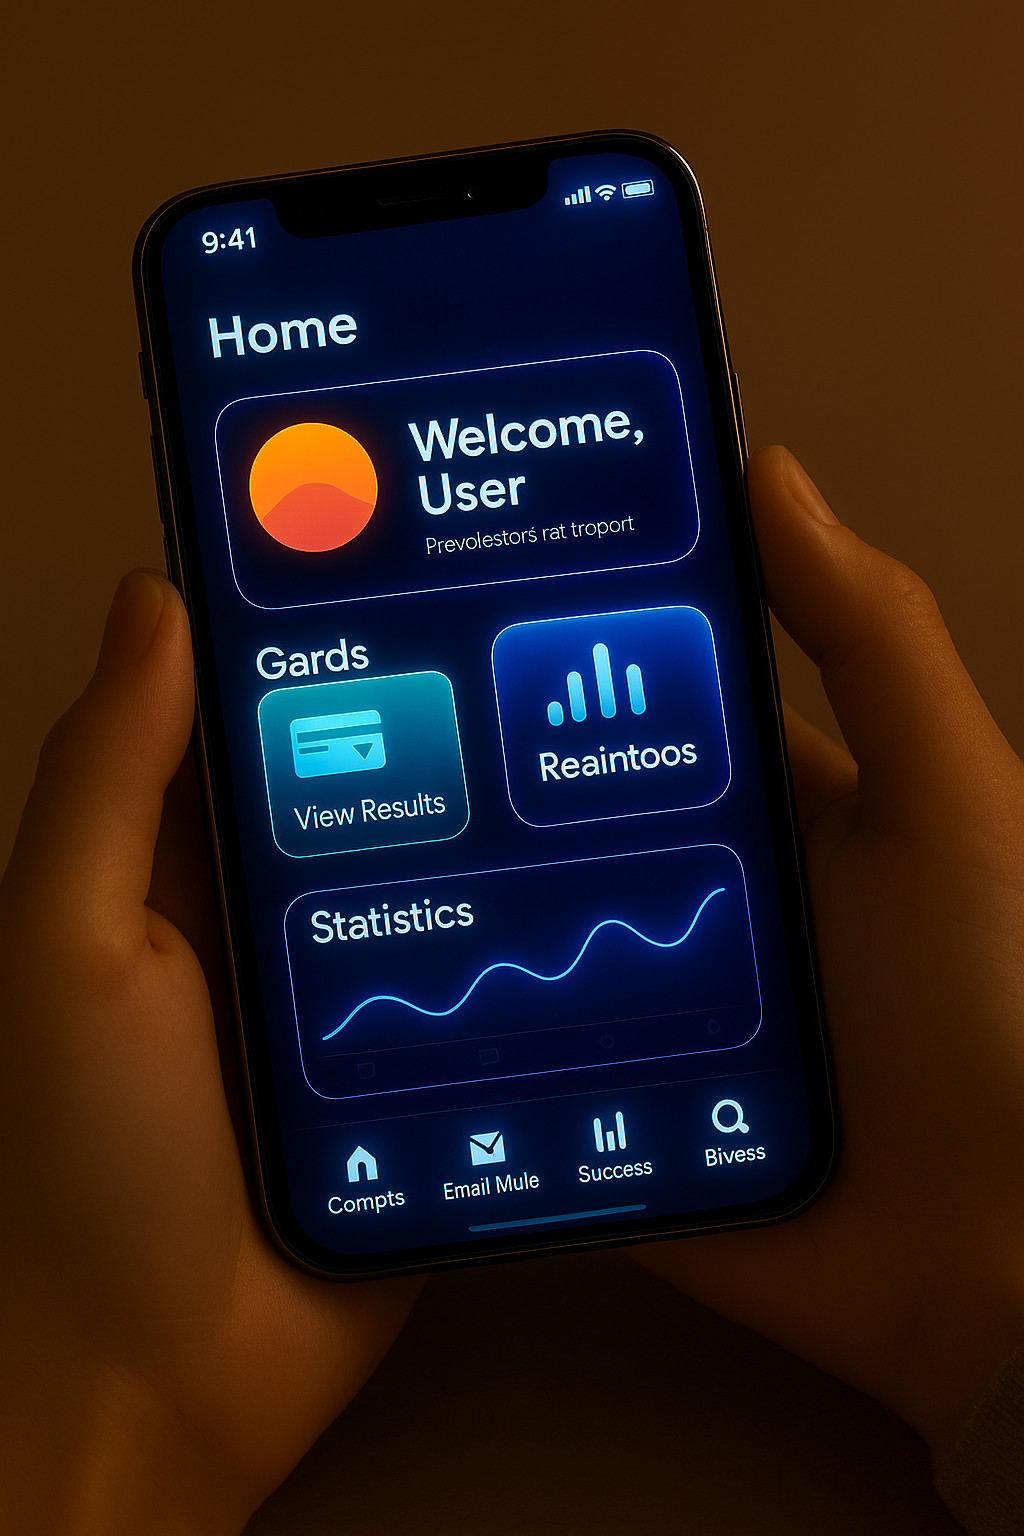 9:41
Home
Welcome,
User
Prevolestorś rat troport
Gards
View Results
Reaintoos
Statistics
Compts
Email Mule
Success
Bivess